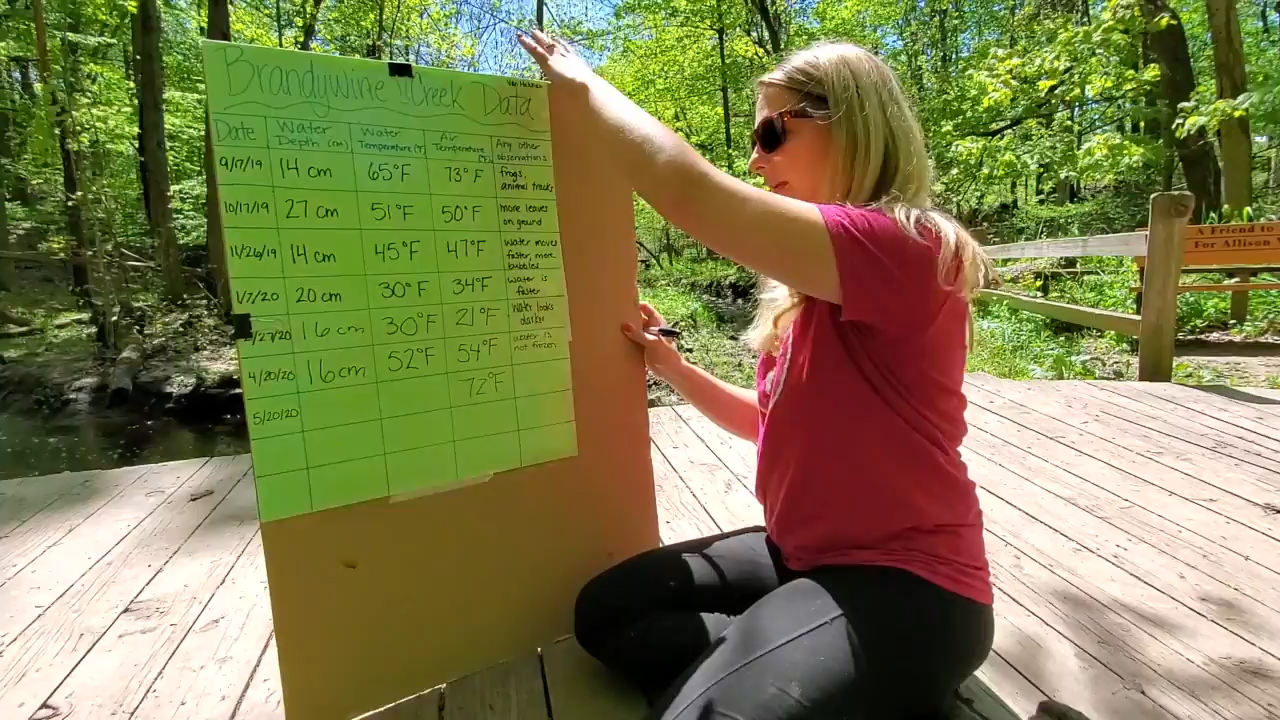 Brandywine Creek Data
Date
Water
Depth (cm)
Water
Temperature (°F)
Air
Temperature
(°F)
Any other
observations
9/17/19 14 cm 65°F 73°F
frogs,
animal tracks
10/17/19 27 cm 51°F 50°F
more leaves
on ground
11/26/19 14 cm 45°F 47°F
water moves
faster, more
bubbles
1/7/20 20 cm 30°F 34°F
water is
faster
/27/20 16 cm 30°F 21°F
water looks
darker
4/20/20 16 cm 52°F 54°F
water is
not frozen
5/20/20 72°F
A Friend to
For Allison